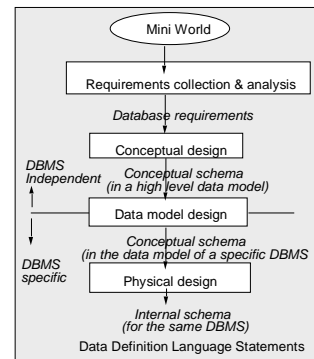 Mini World
Requirements collection & analysis
Database requirements
Conceptual design
DBMS
Independent
Conceptual schema
(in a high level data model)
Data model design
Conceptual schema
(in the data model of a specific DBMS
DBMS
specific
Physical design
Internal schema
(for the same DBMS)
Data Definition Language Statements